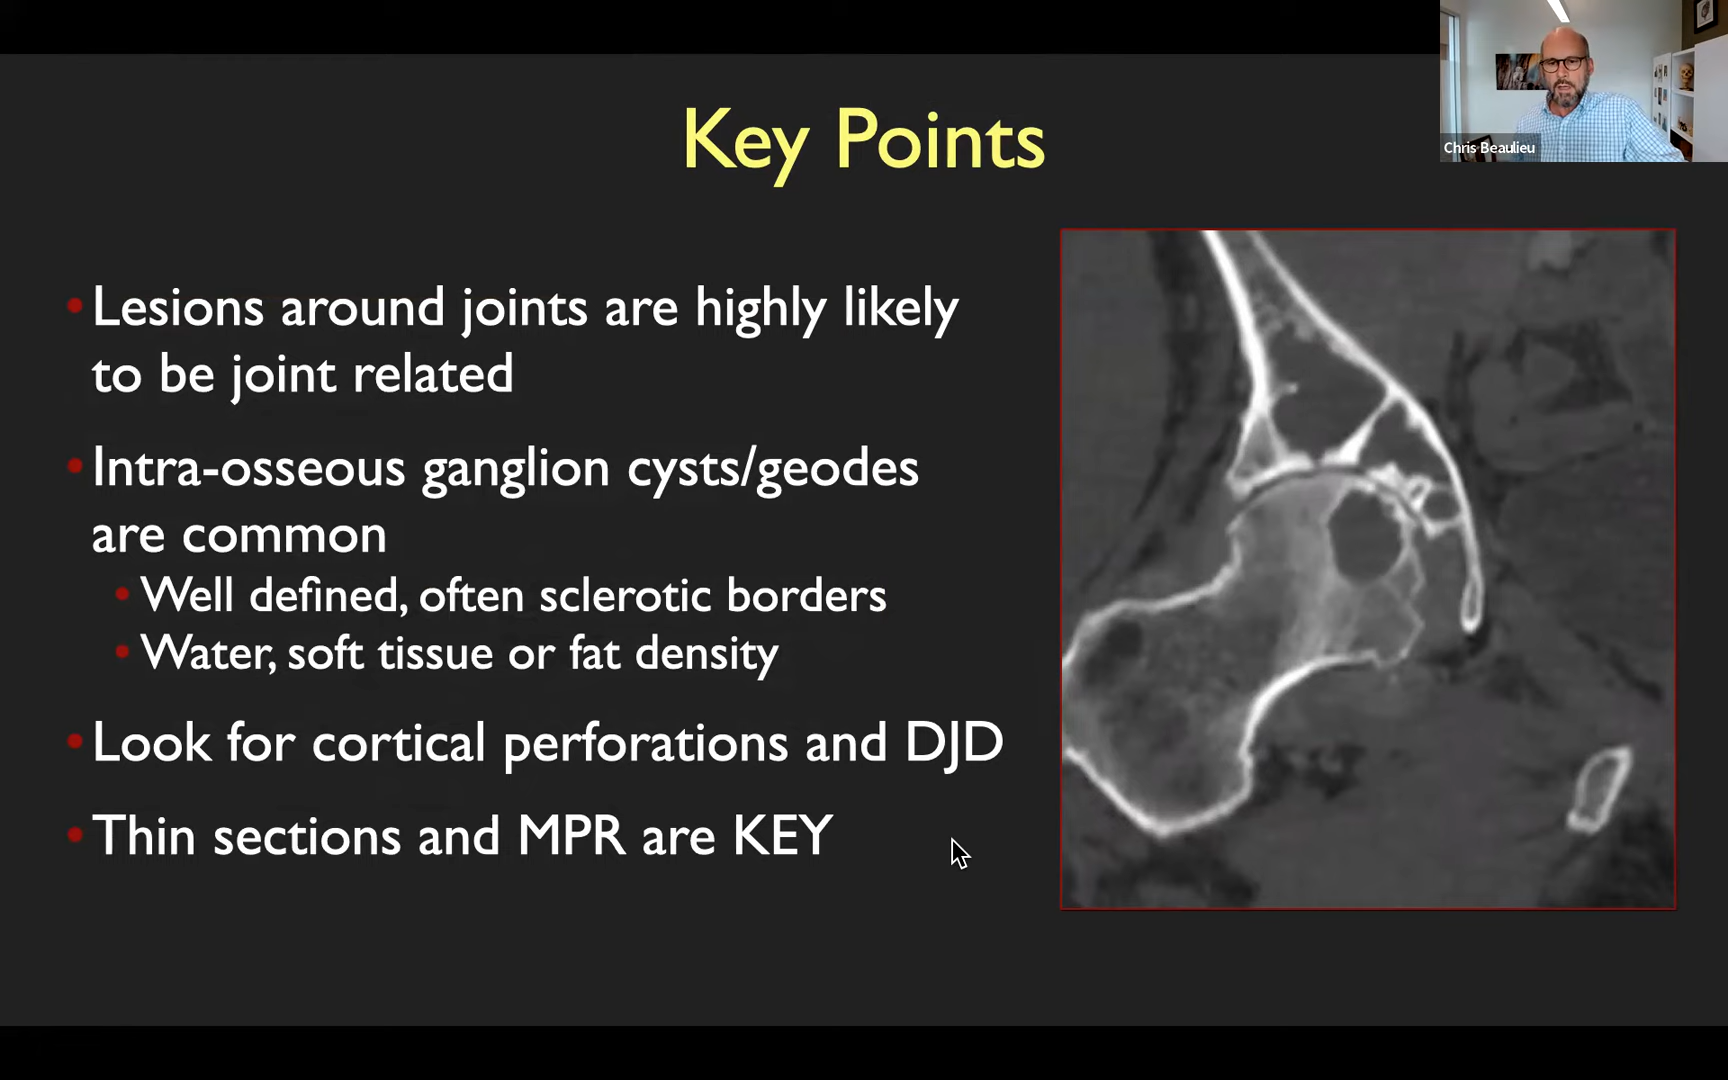 Key Points
Chris Beaulieu
• Lesions around joints are highly likely
to be joint related
• Intra-osseous ganglion cysts/geodes
are common
• Well defined, often sclerotic borders
• Water, soft tissue or fat density
• Look for cortical perforations and DJD
• Thin sections and MPR are KEY